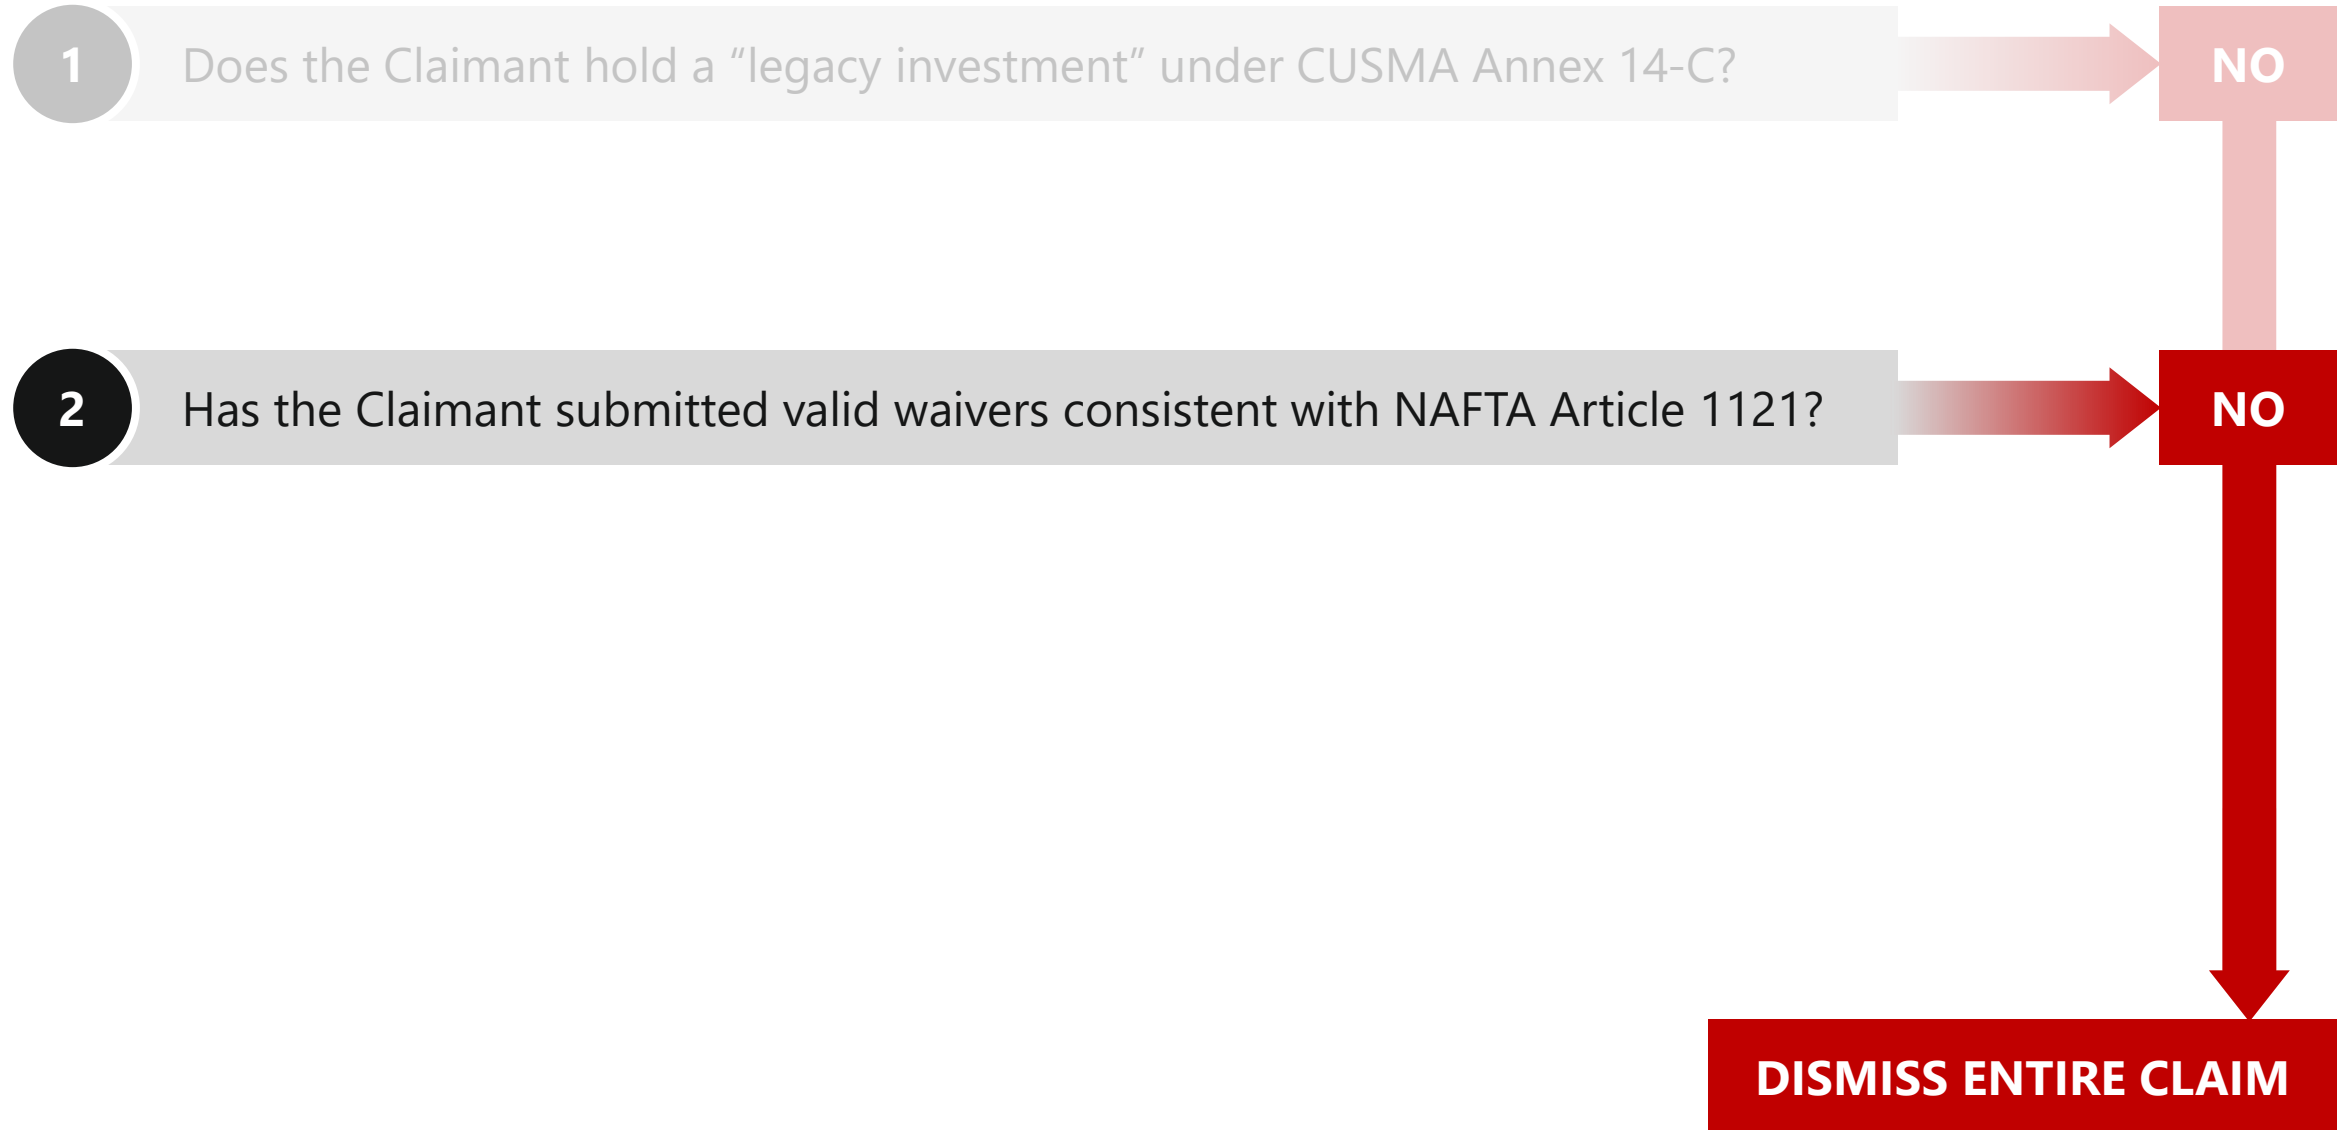 1 Does the Claimant hold a “legacy investment” under CUSMA Annex 14-C? NO
2 Has the Claimant submitted valid waivers consistent with NAFTA Article 1121? NO
DISMISS ENTIRE CLAIM